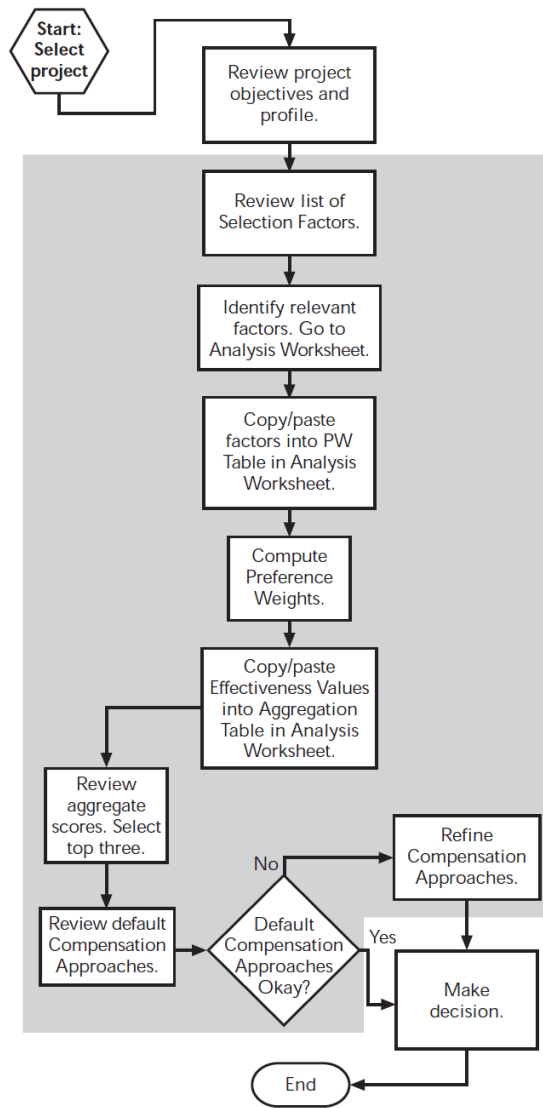 Start:
Select
project
Review project
objectives and
profile.
Review list of
Selection Factors.
Identify relevant
factors. Go to
Analysis Worksheet.
Copy/paste
factors into PW
Table in Analysis
Worksheet.
Compute
Preference
Weights.
Copy/paste
Effectiveness Values
into Aggregation
Table in Analysis
Worksheet.
Review
aggregate
scores. Select
top three.
Review default
Compensation
Approaches.
Default
Compensation
Approaches
Okay?
No
Refine
Compensation
Approaches.
Yes
Make
decision.
End